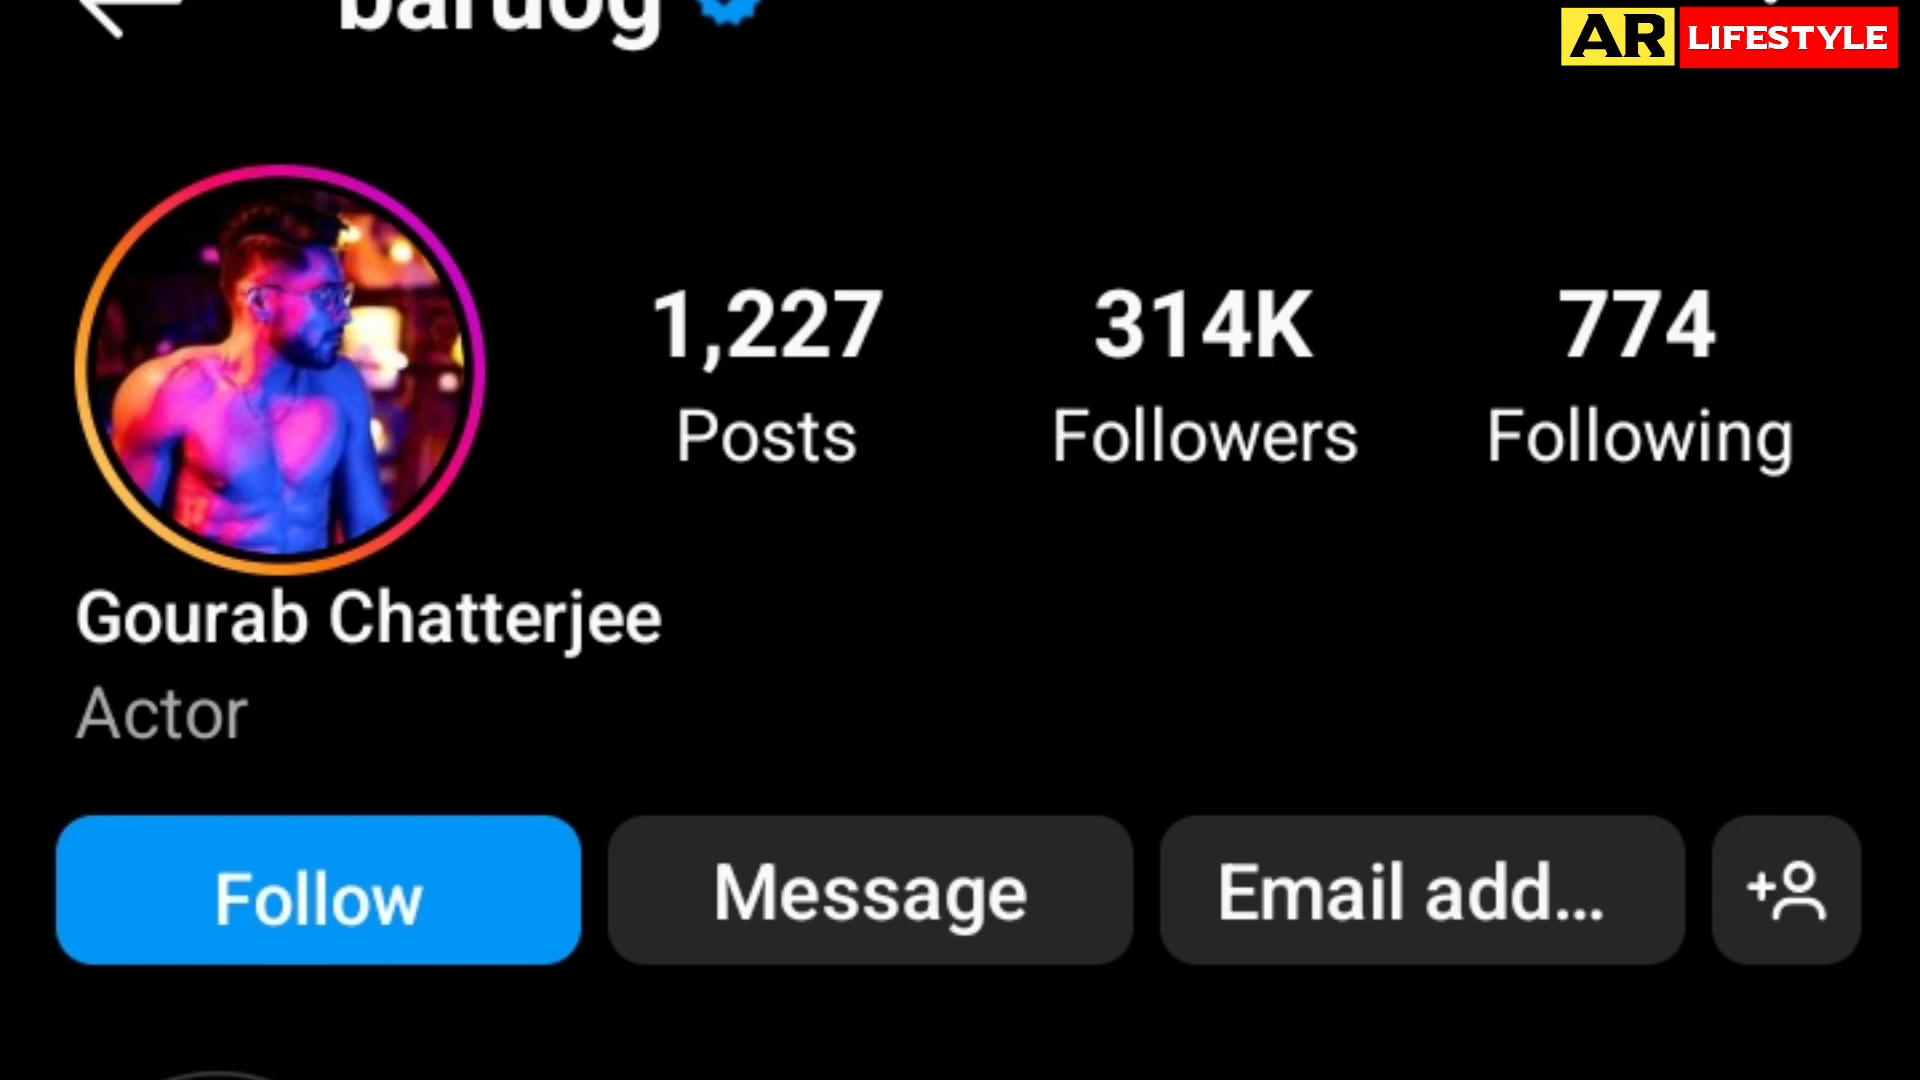 AR LIFESTYLE
1,227 314K 774
Posts Followers Following
Gourab Chatterjee
Actor
Follow Message Email add...